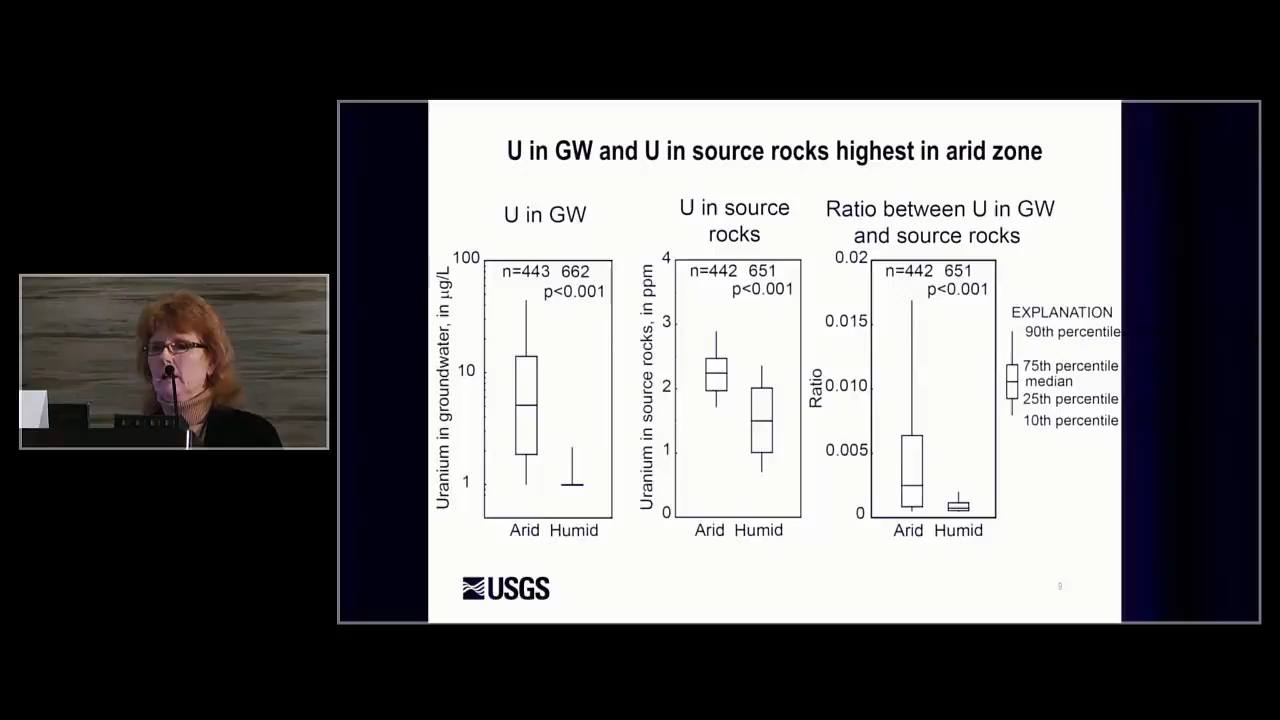 U in GW and U in source rocks highest in arid zone
U in GW
Uranium in groundwater, in µg/L
100
10
1
n=443 662
p<0.001
Arid Humid
U in source
rocks
Uranium in source rocks, in ppm
4
3
2
1
0
n=442 651
p<0.001
Arid Humid
Ratio between U in GW
and source rocks
Ratio
0.02
0.015
0.010
0.005
0
n=442 651
p<0.001
Arid Humid
EXPLANATION
90th percentile
75th percentile
median
25th percentile
10th percentile
USGS
9